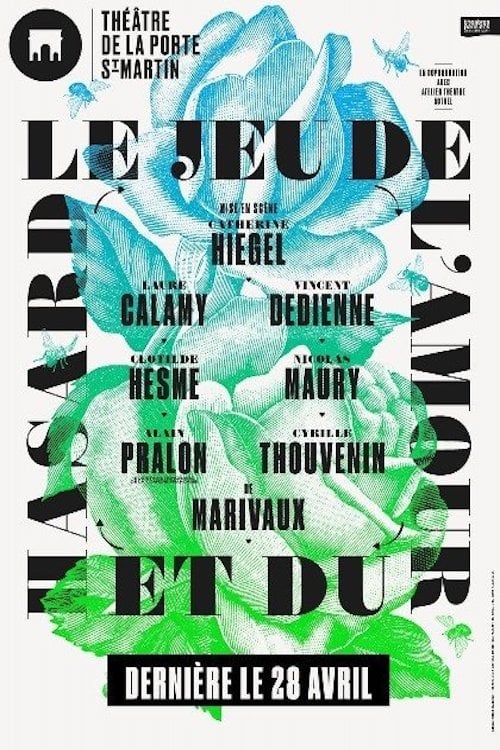 THÉÂTRE
DE LA PORTE
ST MARTIN
LE JEU DE
L'AMOUR
ET DU
HASARD
MISE EN SCÈNE
CATHERINE
HIEGEL
LAURE
CALAMY
VINCENT
DEDIENNE
CLOTILDE
HESME
NICOLAS
MAURY
ALAIN
PRALON
CYRILLE
THOUVENIN
DE
MARIVAUX
DERNIÈRE LE 28 AVRIL